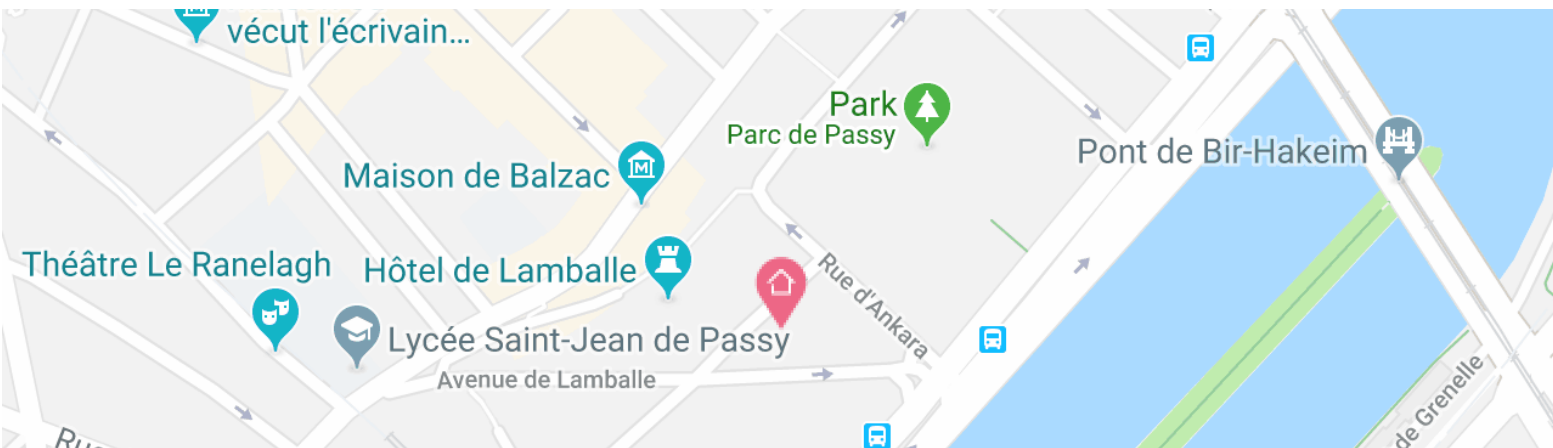 vécut l'écrivain...
Park
Parc de Passy
Pont de Bir-Hakeim
Maison de Balzac
M
Théâtre Le Ranelagh
Hôtel de Lamballe
Rue d'Ankara
Lycée Saint-Jean de Passy
Avenue de Lamballe
de Grenelle